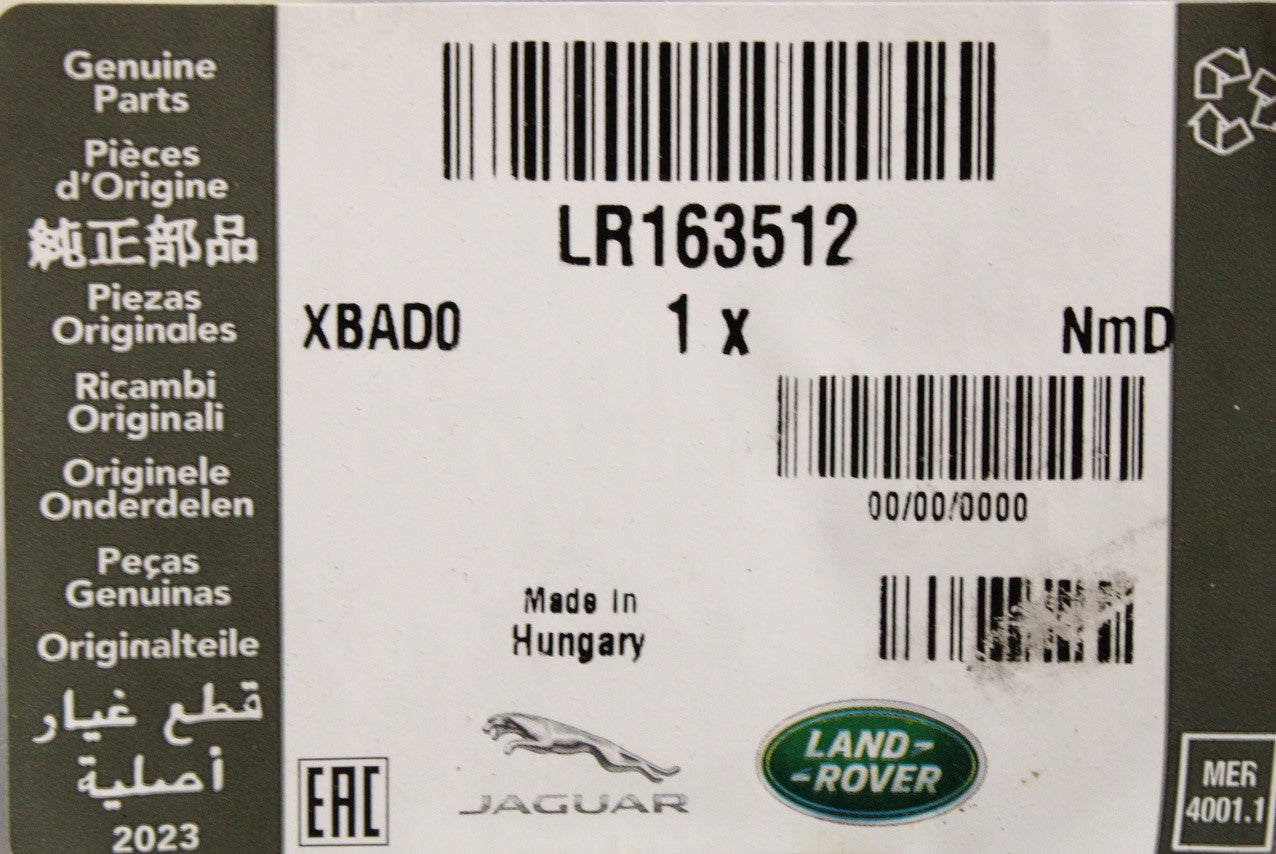 Genuine
Parts
Pièces
d'Origine
純正部品
Piezas
Originales
Ricambi
Originali
Originele
Onderdelen
Peças
Genuinas
Originalteile
قطع غيار
أصلية
2023
LR163512
XBAD0
1 x
NmD
00/00/0000
Made in
Hungary
EAC
JAGUAR
LAND-
-ROVER
MER
4001.1